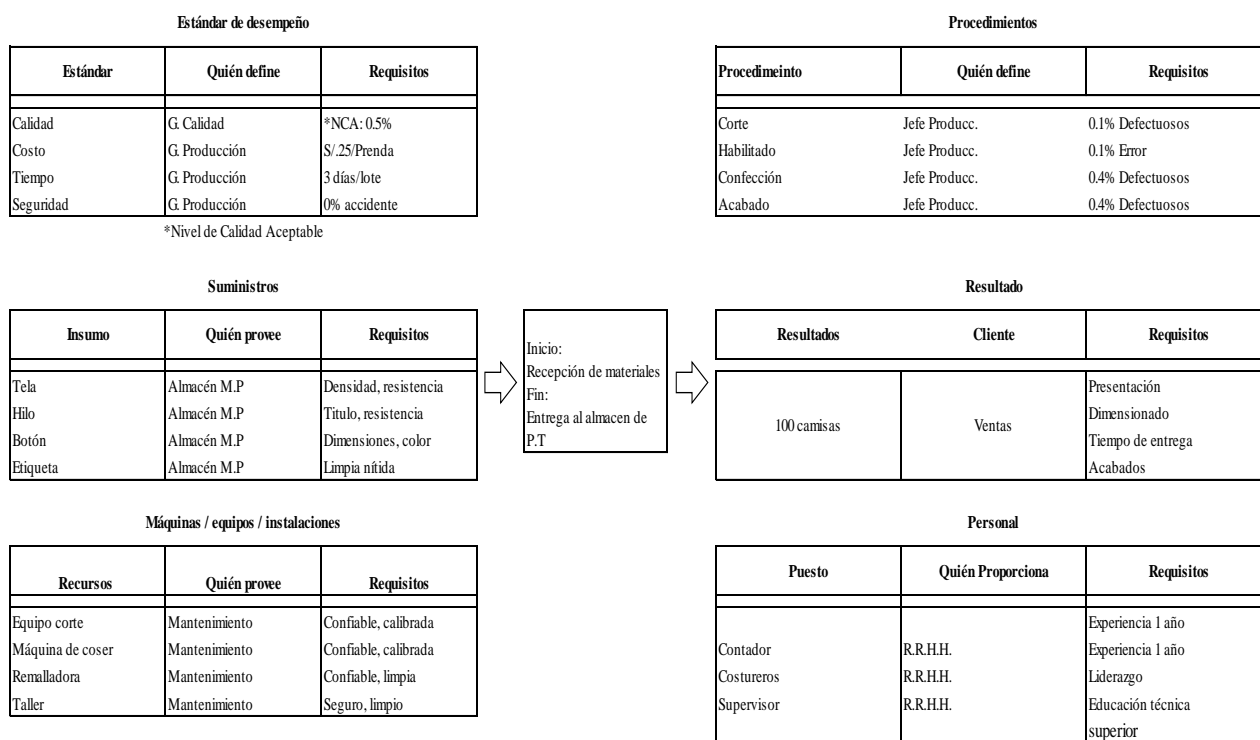 Estándar de desempeño
Estándar Quién define Requisitos
Calidad G. Calidad *NCA: 0.5%
Costo G. Producción S/.25/Prenda
Tiempo G. Producción 3 días/lote
Seguridad G. Producción 0% accidente
*Nivel de Calidad Aceptable
Procedimientos
Procedimeinto Quién define Requisitos
Corte Jefe Producc. 0.1% Defectuosos
Habilitado Jefe Producc. 0.1% Error
Confección Jefe Producc. 0.4% Defectuosos
Acabado Jefe Producc. 0.4% Defectuosos
Suministros
Insumo Quién provee Requisitos
Tela Almacén M.P Densidad, resistencia
Hilo Almacén M.P Titulo, resistencia
Botón Almacén M.P Dimensiones, color
Etiqueta Almacén M.P Limpia nítida
Inicio:
Recepción de materiales
Fin:
Entrega al almacen de
P.T
Resultado
Resultados Cliente Requisitos
Presentación
Dimensionado
100 camisas Ventas
Tiempo de entrega
Acabados
Máquinas / equipos / instalaciones
Recursos Quién provee Requisitos
Equipo corte Mantenimiento Confiable, calibrada
Máquina de coser Mantenimiento Confiable, calibrada
Remalladora Mantenimiento Confiable, limpia
Taller Mantenimiento Seguro, limpio
Personal
Puesto Quién Proporciona Requisitos
Experiencia 1 año
Contador R.R.H.H. Experiencia 1 año
Costureros R.R.H.H. Liderazgo
Supervisor R.R.H.H. Educación técnica
superior